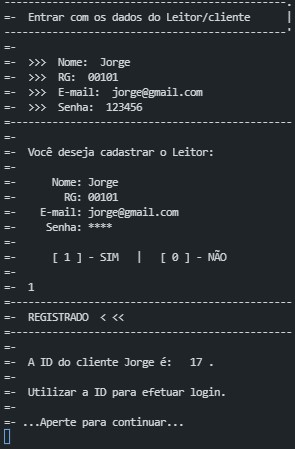 -----------------------------------------------.
=-  Entrar com os dados do Leitor/cliente      |
-----------------------------------------------'
=-
=-  >>>  Nome:  Jorge
=-  >>>  RG:  00101
=-  >>>  E-mail:  jorge@gmail.com
=-  >>>  Senha:  123456
=-----------------------------------------------
=-
=-  Você deseja cadastrar o Leitor:
=-
=-      Nome: Jorge
=-        RG: 00101
=-    E-mail: jorge@gmail.com
=-     Senha: ****
=-
=-      [ 1 ] - SIM   |   [ 0 ] - NÃO
=-
=-  1
=-----------------------------------------------
=-  REGISTRADO  < <<
=-----------------------------------------------
=-
=-  A ID do cliente Jorge é:   17 .
=-
=-  Utilizar a ID para efetuar login.
=-
=- ...Aperte para continuar...